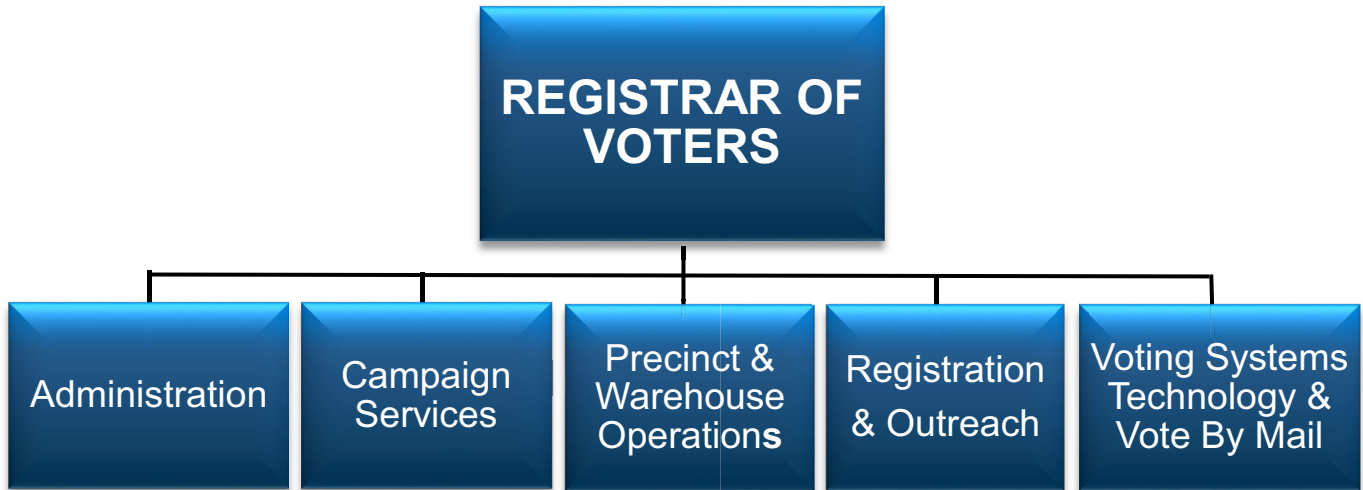 REGISTRAR OF
VOTERS
Administration
Campaign
Services
Precinct &
Warehouse
Operations
Registration
& Outreach
Voting Systems
Technology &
Vote By Mail